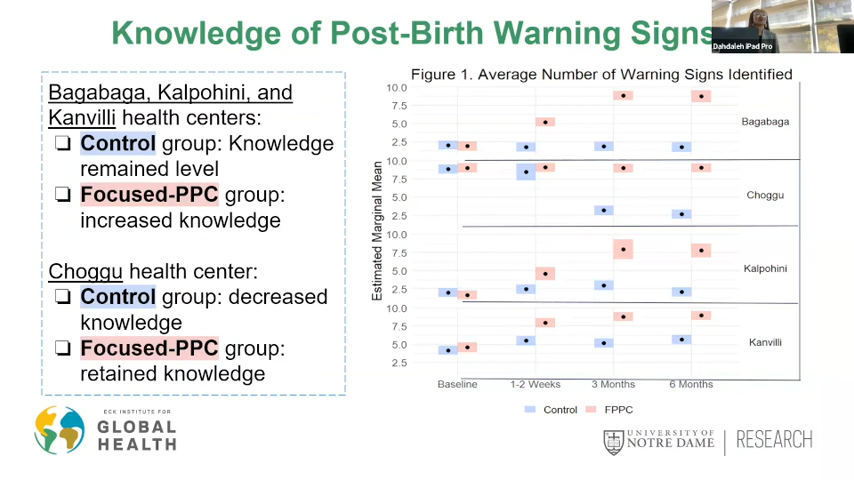 Knowledge of Post-Birth Warning Signs
Dahdaleh iPad Pro
Bagabaga, Kalpohini, and
Kanvilli health centers:
❑ Control group: Knowledge
remained level
❑ Focused-PPC group:
increased knowledge
Choggu health center:
❑ Control group: decreased
knowledge
❑ Focused-PPC group:
retained knowledge
Figure 1. Average Number of Warning Signs Identified
Estimated Marginal Mean
10.0
7.5
5.0
2.5
Bagabaga
10.0
7.5
5.0
2.5
Choggu
10.0
7.5
5.0
2.5
Kalpohini
10.0
7.5
5.0
2.5
Kanvilli
Baseline
1-2 Weeks
3 Months
6 Months
Control
FPPC
ECK INSTITUTE FOR
GLOBAL
HEALTH
UNIVERSITY OF
NOTRE DAME
RESEARCH